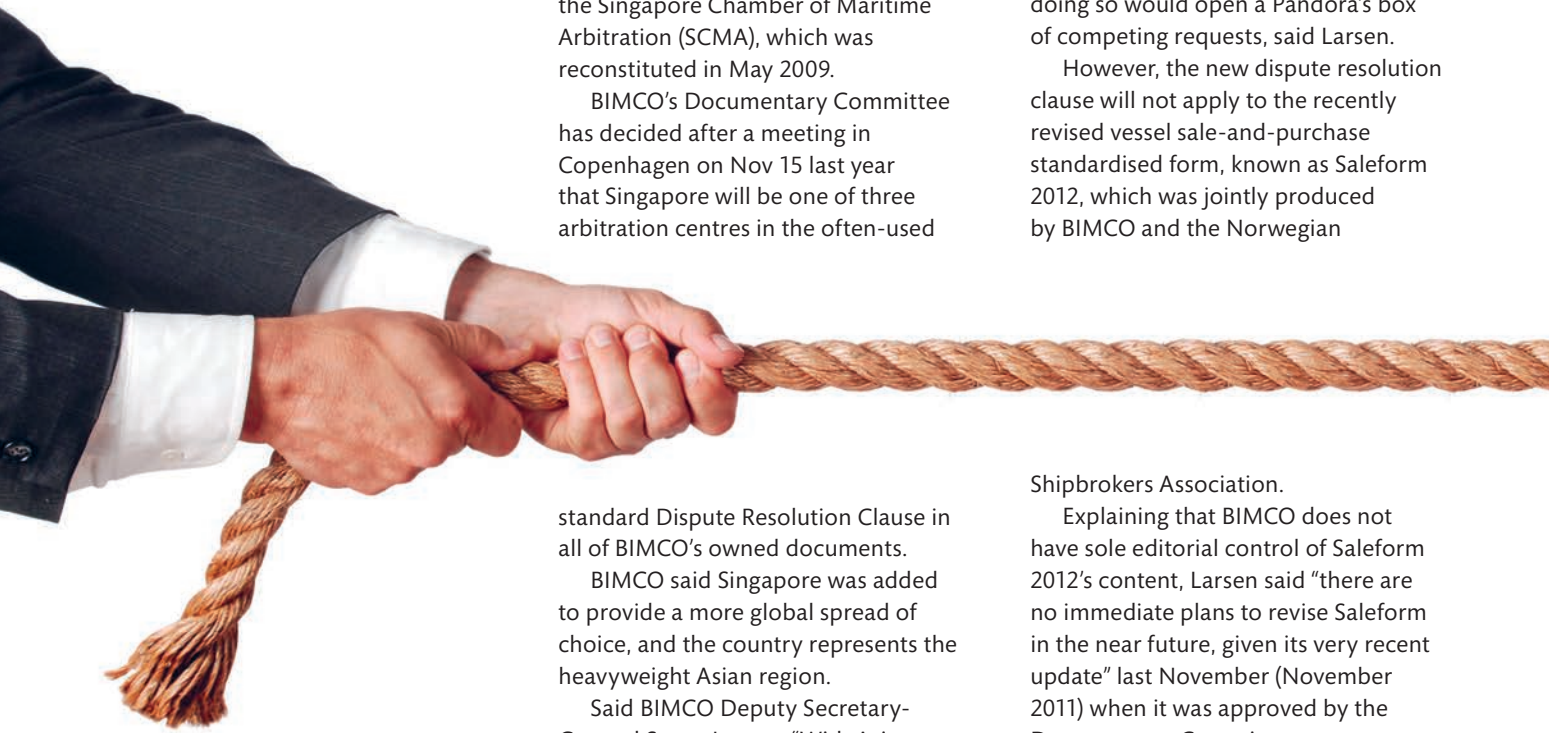 the Singapore Chamber of Maritime
Arbitration (SCMA), which was
reconstituted in May 2009.
BIMCO's Documentary Committee
has decided after a meeting in
Copenhagen on Nov 15 last year
that Singapore will be one of three
arbitration centres in the often-used
standard Dispute Resolution Clause in
all of BIMCO's owned documents.
BIMCO said Singapore was added
to provide a more global spread of
choice, and the country represents the
heavyweight Asian region.
Said BIMCO Deputy Secretary-
doing so would open a Pandora's box
of competing requests, said Larsen.
However, the new dispute resolution
clause will not apply to the recently
revised vessel sale-and-purchase
standardised form, known as Saleform
2012, which was jointly produced
by BIMCO and the Norwegian
Shipbrokers Association.
Explaining that BIMCO does not
have sole editorial control of Saleform
2012's content, Larsen said “there are
no immediate plans to revise Saleform
in the near future, given its very recent
update” last November (November
2011) when it was approved by the